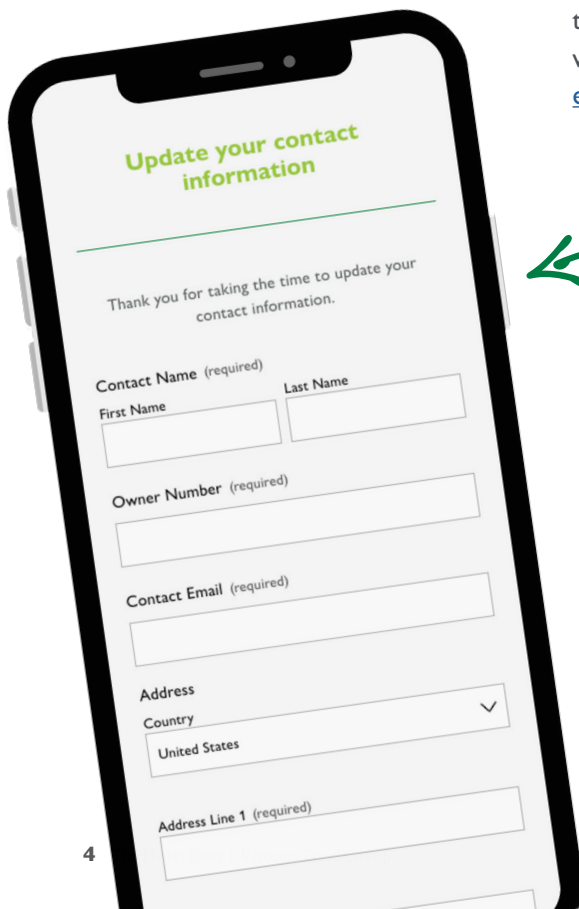 Update your contact
information
Thank you for taking the time to update your
contact information.
Contact Name (required)
First Name Last Name
Owner Number (required)
Contact Email (required)
Address
Country
United States
Address Line 1 (required)
4